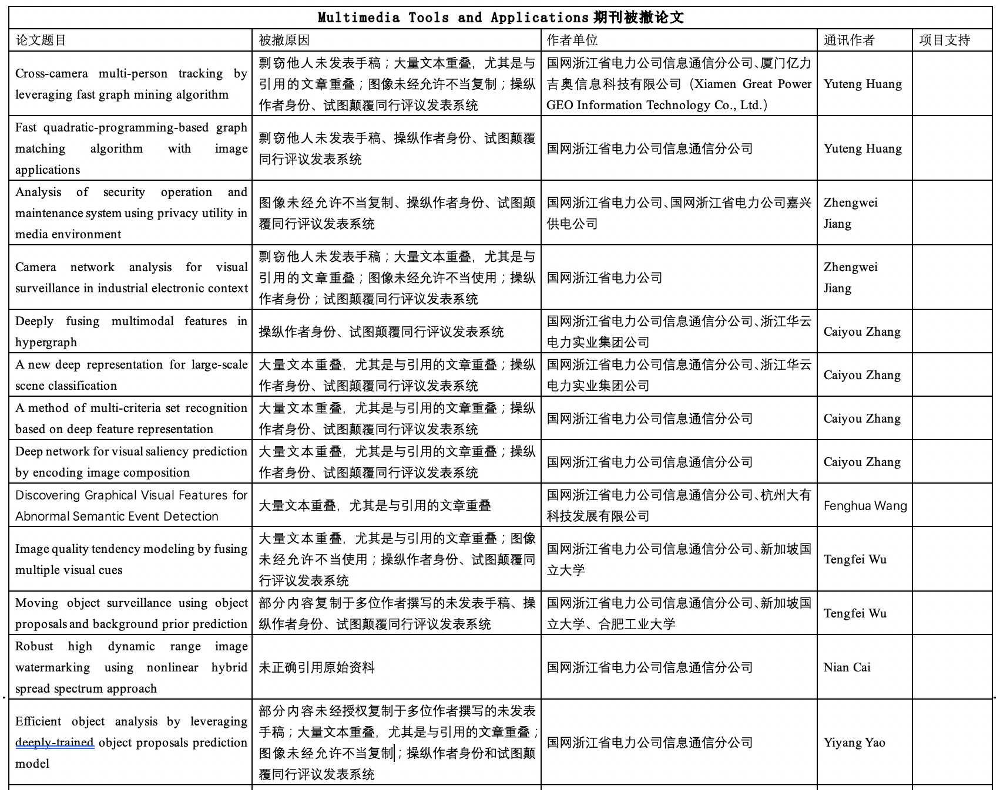 Multimedia Tools and Applications期刊被撤论文
论文题目 被撤原因 作者单位 通讯作者 项目支持
Cross-camera multi-person tracking by
leveraging fast graph mining algorithm
剽窃他人未发表手稿；大量文本重叠，尤其是与
引用的文章重叠；图像未经允许不当复制；操纵
作者身份、试图颠覆同行评议发表系统
国网浙江省电力公司信息通信分公司、厦门亿力
吉奥信息科技有限公司（Xiamen Great Power
GEO Information Technology Co., Ltd.）
Yuteng Huang
Fast quadratic-programming-based graph
matching algorithm with image
applications
剽窃他人未发表手稿、操纵作者身份、试图颠覆
同行评议发表系统
国网浙江省电力公司信息通信分公司
Yuteng Huang
Analysis of security operation and
maintenance system using privacy utility in
media environment
图像未经允许不当复制、操纵作者身份、试图颠
覆同行评议发表系统
国网浙江省电力公司、国网浙江省电力公司嘉兴
供电公司
Zhengwei
Jiang
Camera network analysis for visual
surveillance in industrial electronic context
剽窃他人未发表手稿；大量文本重叠，尤其是与
引用的文章重叠；图像未经允许不当使用；操纵
作者身份；试图颠覆同行评议发表系统
国网浙江省电力公司
Zhengwei
Jiang
Deeply fusing multimodal features in
hypergraph
操纵作者身份、试图颠覆同行评议发表系统
国网浙江省电力公司信息通信分公司、浙江华云
电力实业集团公司
Caiyou Zhang
A new deep representation for large-scale
scene classification
大量文本重叠，尤其是与引用的文章重叠；操纵
作者身份、试图颠覆同行评议发表系统
国网浙江省电力公司信息通信分公司、浙江华云
电力实业集团公司
Caiyou Zhang
A method of multi-criteria set recognition
based on deep feature representation
大量文本重叠，尤其是与引用的文章重叠；操纵
作者身份、试图颠覆同行评议发表系统
国网浙江省电力公司信息通信分公司
Caiyou Zhang
Deep network for visual saliency prediction
by encoding image composition
大量文本重叠，尤其是与引用的文章重叠；操纵
作者身份、试图颠覆同行评议发表系统
国网浙江省电力公司信息通信分公司
Caiyou Zhang
Discovering Graphical Visual Features for
Abnormal Semantic Event Detection
大量文本重叠，尤其是与引用的文章重叠
国网浙江省电力公司信息通信分公司、杭州大有
科技发展有限公司
Fenghua Wang
Image quality tendency modeling by fusing
multiple visual cues
大量文本重叠，尤其是与引用的文章重叠；图像
未经允许不当使用；操纵作者身份、试图颠覆同
行评议发表系统
国网浙江省电力公司信息通信分公司、新加坡国
立大学
Tengfei Wu
Moving object surveillance using object
proposals and background prior prediction
部分内容复制于多位作者撰写的未发表手稿、操
纵作者身份、试图颠覆同行评议发表系统
国网浙江省电力公司信息通信分公司、新加坡国
立大学、合肥工业大学
Tengfei Wu
Robust high dynamic range image
watermarking using nonlinear hybrid
spread spectrum approach
未正确引用原始资料
国网浙江省电力公司信息通信分公司
Nian Cai
Efficient object analysis by leveraging
deeply-trained object proposals prediction
model
部分内容未经授权复制于多位作者撰写的未发表
手稿；大量文本重叠，尤其是与引用的文章重叠；
图像未经允许不当复制；操纵作者身份和试图颠
覆同行评议发表系统
国网浙江省电力公司信息通信分公司
Yiyang Yao